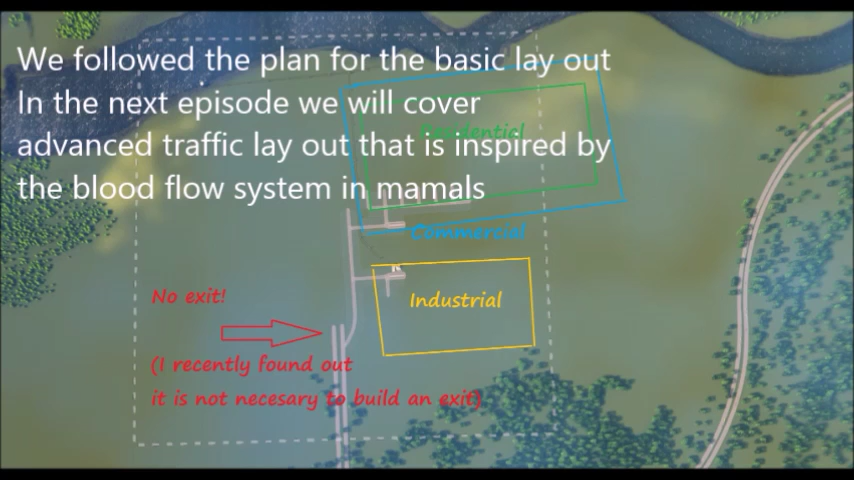 We followed the plan for the basic lay out
In the next episode we will cover
advanced traffic lay out that is inspired by
the blood flow system in mamals
Residential
Commercial
Industrial
No exit!
(I recently found out
it is not necesary to build an exit)